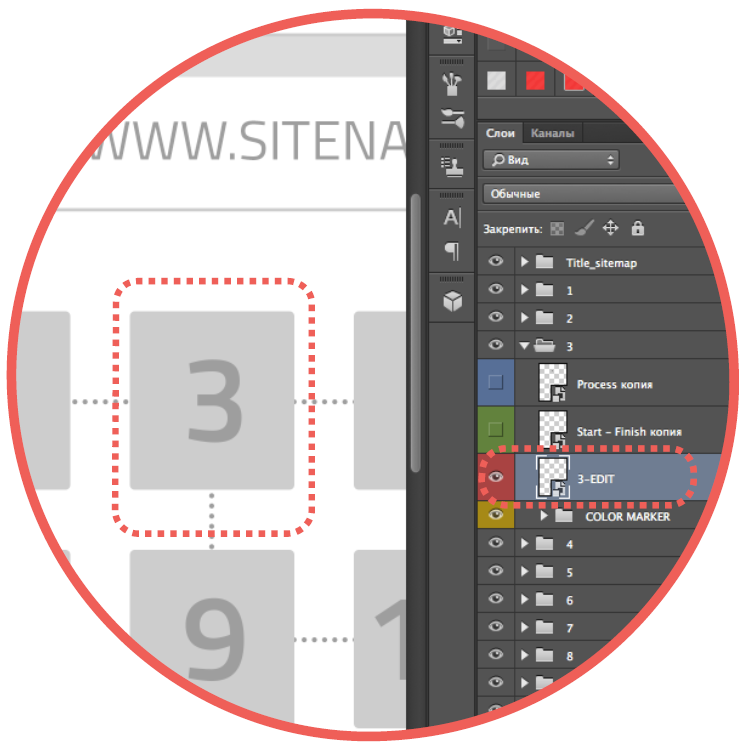 WWW.SITENA
3
9
1
Слои
Каналы
Вид
Обычные
Закрепить:
Title_sitemap
1
2
3
Process копия
Start - Finish копия
3-EDIT
COLOR MARKER
4
5
6
7
8